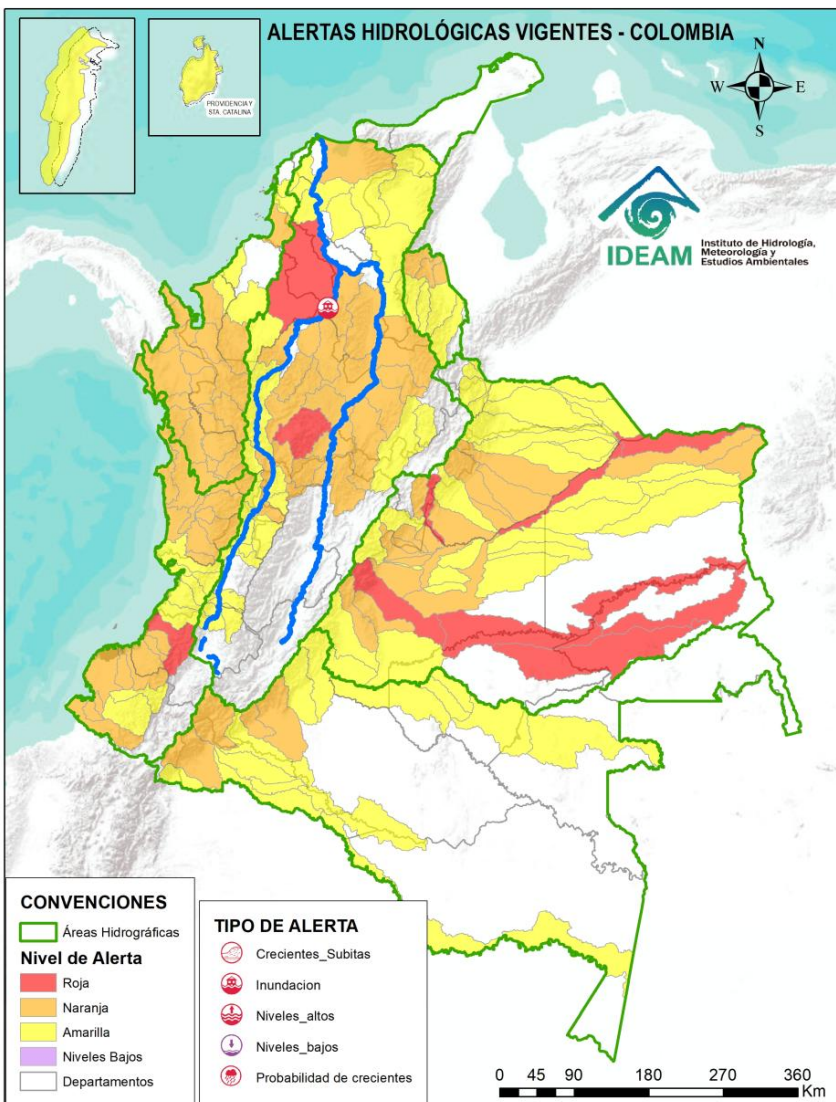 ALERTAS HIDROLÓGICAS VIGENTES - COLOMBIA
PROVIDENCIA Y
STA. CATALINA
N
W
E
S
IDEAM
Instituto de Hidrología,
Meteorología y
Estudios Ambientales
CONVENCIONES
Áreas Hidrográficas
Nivel de Alerta
Roja
Naranja
Amarilla
Niveles Bajos
Departamentos
TIPO DE ALERTA
Crecientes_Subitas
Inundacion
Niveles_altos
Niveles_bajos
Probabilidad de crecientes
0 45 90 180 270 360
Km